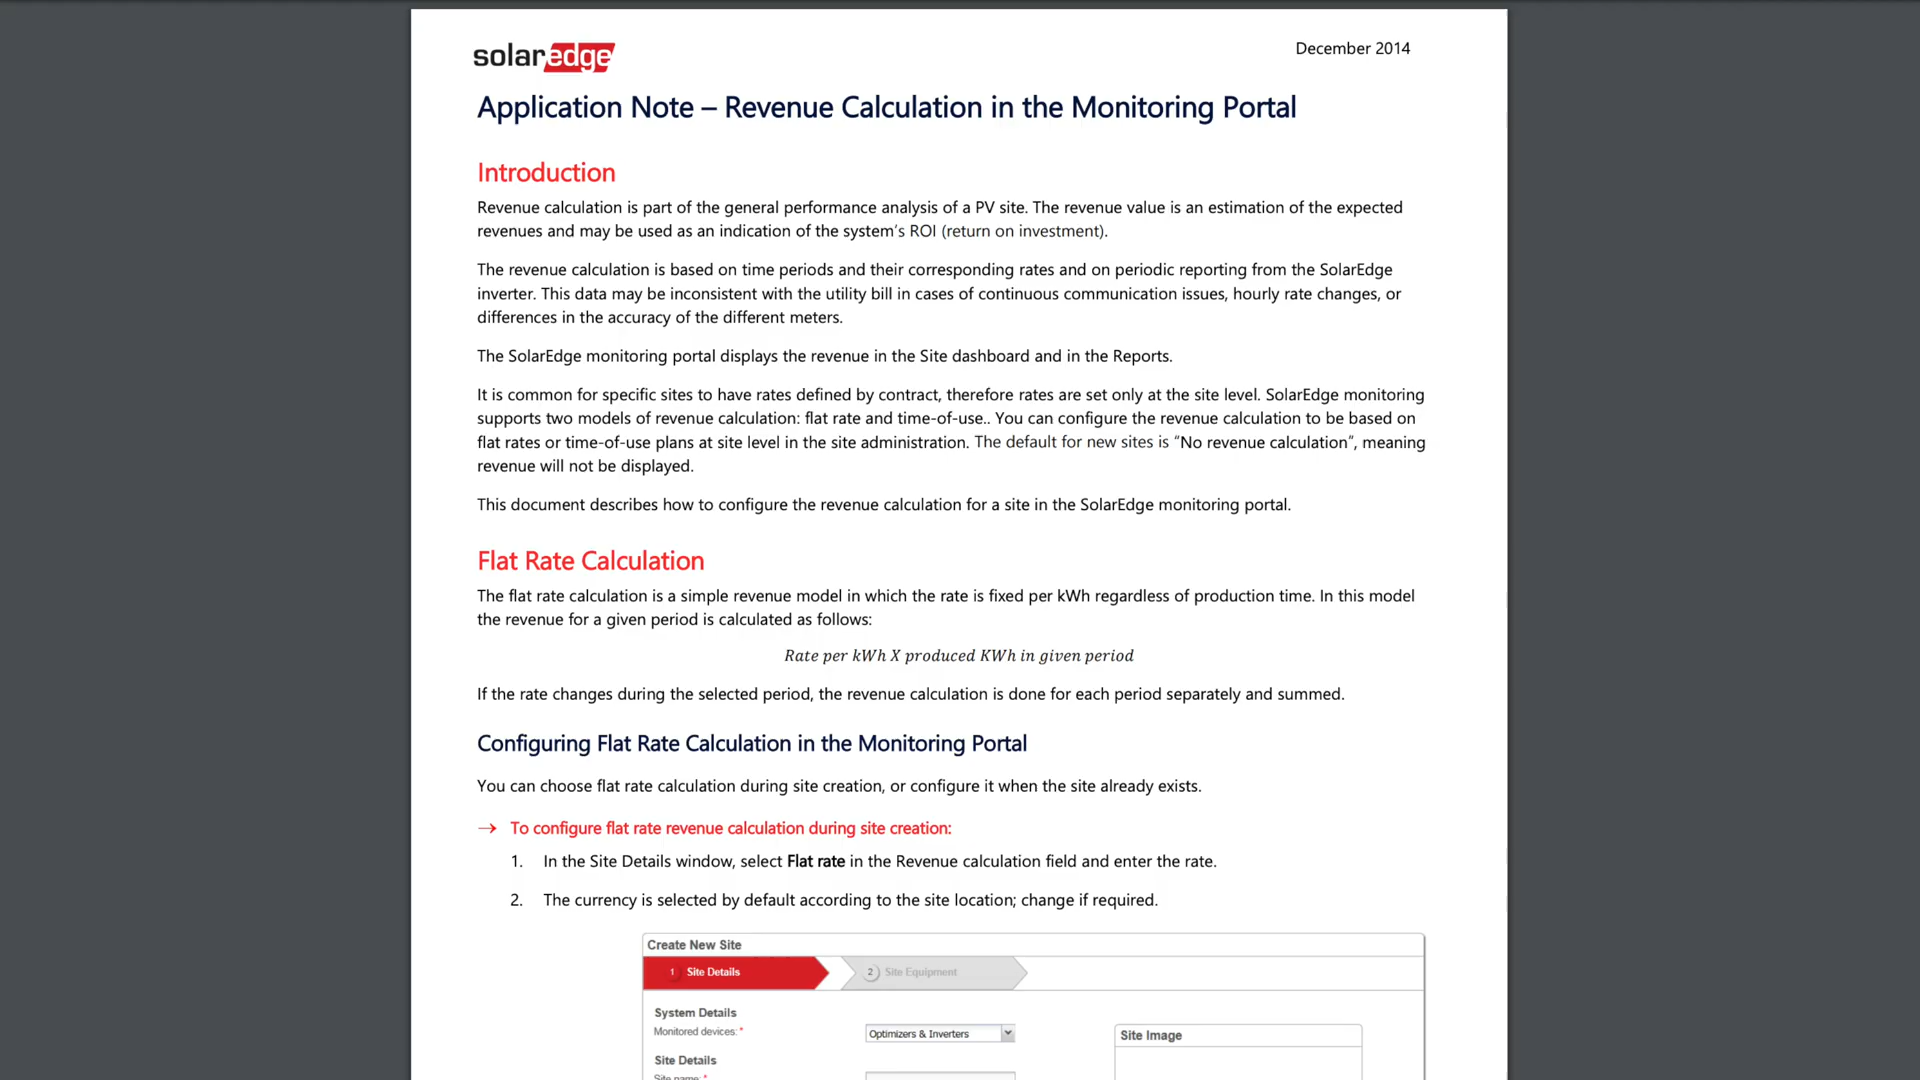 solaredge
December 2014
Application Note – Revenue Calculation in the Monitoring Portal
Introduction
Revenue calculation is part of the general performance analysis of a PV site. The revenue value is an estimation of the expected
revenues and may be used as an indication of the system's ROI (return on investment).
The revenue calculation is based on time periods and their corresponding rates and on periodic reporting from the SolarEdge
inverter. This data may be inconsistent with the utility bill in cases of continuous communication issues, hourly rate changes, or
differences in the accuracy of the different meters.
The SolarEdge monitoring portal displays the revenue in the Site dashboard and in the Reports.
It is common for specific sites to have rates defined by contract, therefore rates are set only at the site level. SolarEdge monitoring
supports two models of revenue calculation: flat rate and time-of-use.. You can configure the revenue calculation to be based on
flat rates or time-of-use plans at site level in the site administration. The default for new sites is “No revenue calculation”, meaning
revenue will not be displayed.
This document describes how to configure the revenue calculation for a site in the SolarEdge monitoring portal.
Flat Rate Calculation
The flat rate calculation is a simple revenue model in which the rate is fixed per kWh regardless of production time. In this model
the revenue for a given period is calculated as follows:
Rate per kWh X produced KWh in given period
If the rate changes during the selected period, the revenue calculation is done for each period separately and summed.
Configuring Flat Rate Calculation in the Monitoring Portal
You can choose flat rate calculation during site creation, or configure it when the site already exists.
→ To configure flat rate revenue calculation during site creation:
1. In the Site Details window, select Flat rate in the Revenue calculation field and enter the rate.
2. The currency is selected by default according to the site location; change if required.
Create New Site
1 Site Details 2 Site Equipment
System Details
Monitored devices: * Optimizers & Inverters
Site Image
Site Details
Site name: *